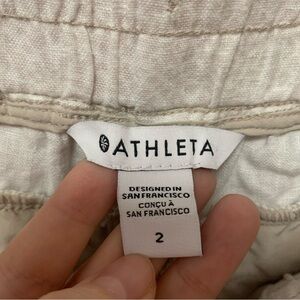 ATHLETA
DESIGNED IN
SAN FRANCISCO
CONÇU À
SAN FRANCISCO
2